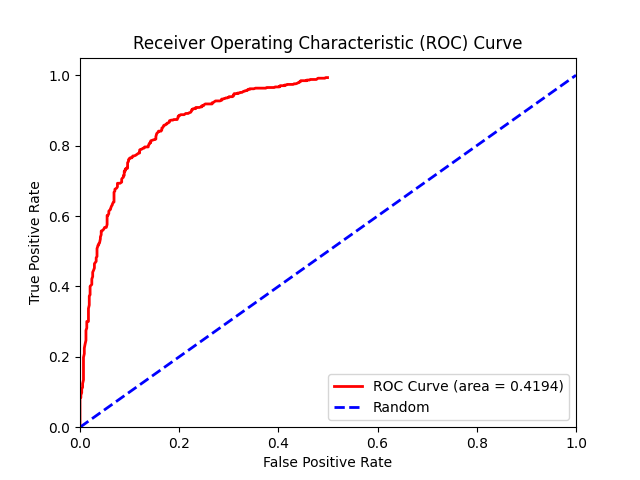 Receiver Operating Characteristic (ROC) Curve
1.0
0.8
0.6
0.4
0.2
0.0
True Positive Rate
ROC Curve (area = 0.4194)
Random
0.0 0.2 0.4 0.6 0.8 1.0
False Positive Rate